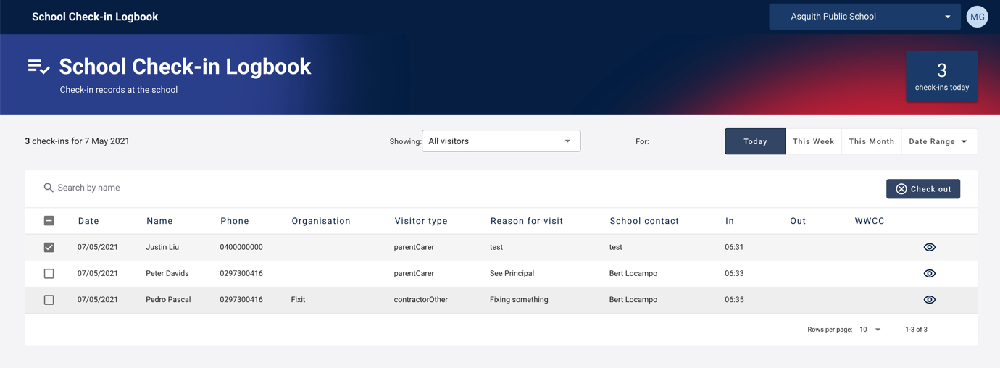 School Check-in Logbook
Asquith Public School
MG
School Check-in Logbook
Check-in records at the school
3
check-ins today
3 check-ins for 7 May 2021
Showing: All visitors
For:
Today This Week This Month Date Range
Search by name
Check out
Date Name Phone Organisation Visitor type Reason for visit School contact In Out WWCC
07/05/2021 Justin Liu 0400000000 parentCarer test test 06:31
07/05/2021 Peter Davids 0297300416 parentCarer See Principal Bert Locampo 06:33
07/05/2021 Pedro Pascal 0297300416 Fixit contractorOther Fixing something Bert Locampo 06:35
Rows per page: 10 1-3 of 3